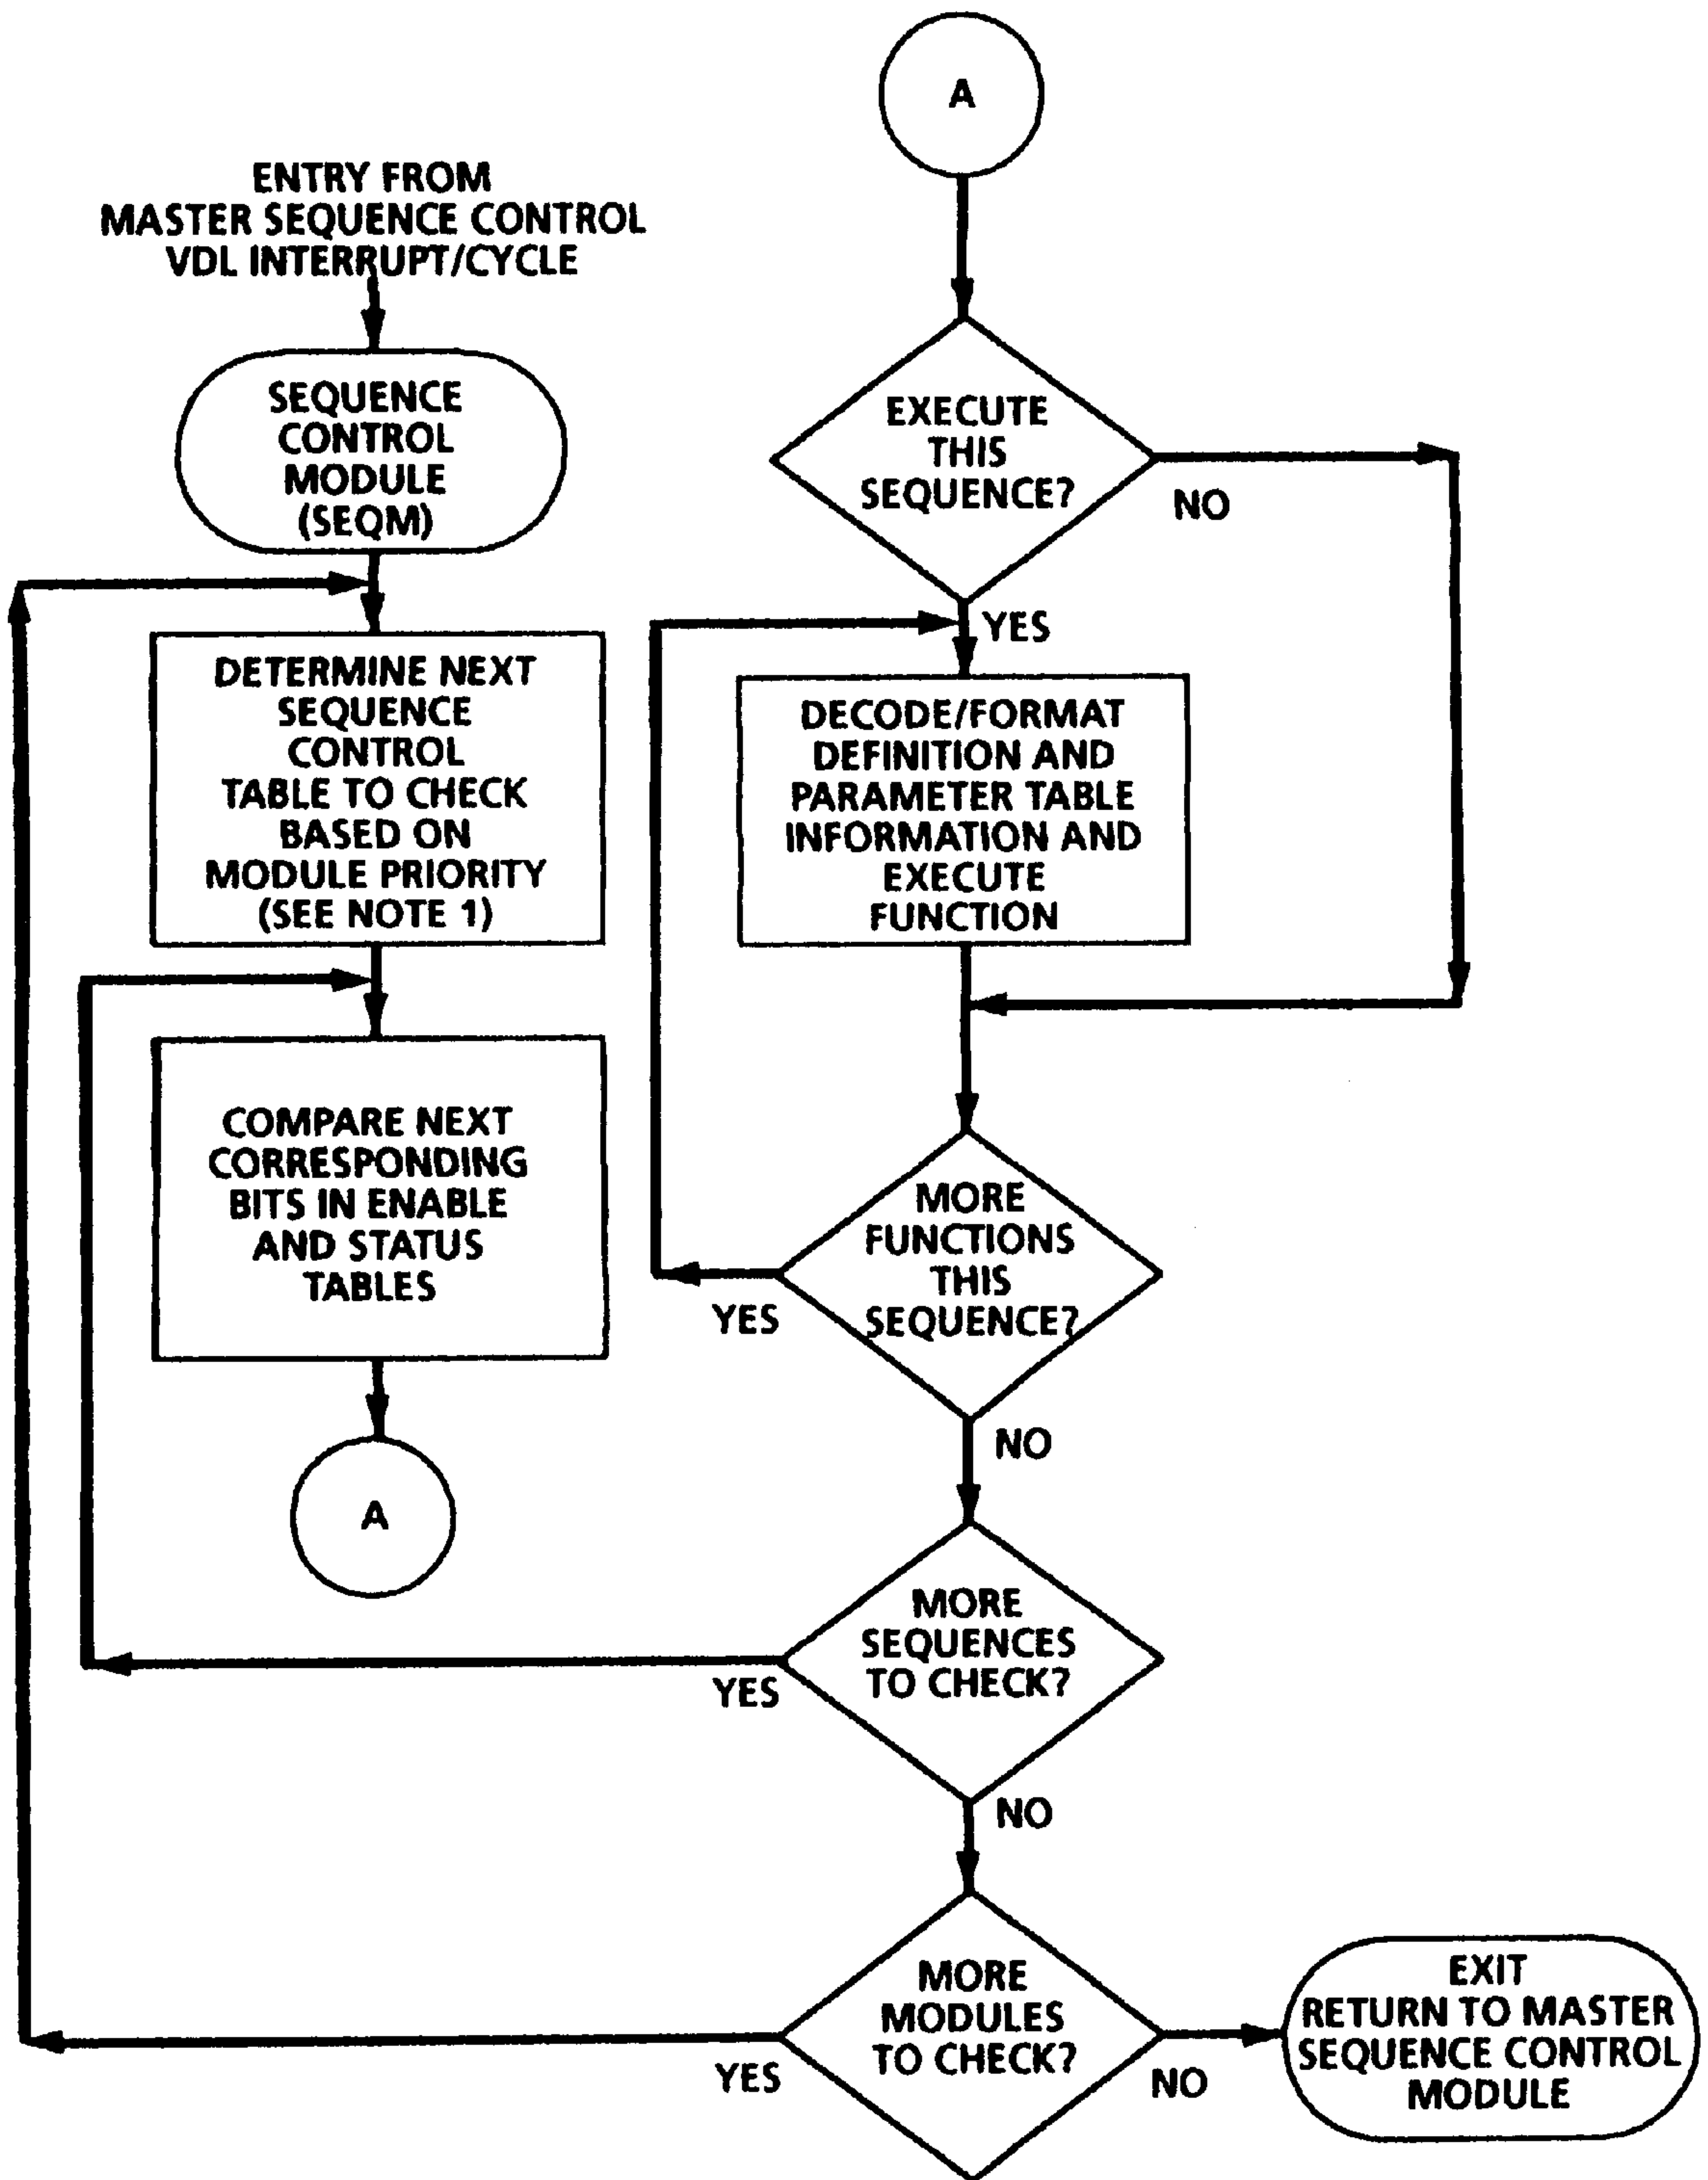 ENTRY FROM
MASTER SEQUENCE CONTROL
VDL INTERRUPT/CYCLE
SEQUENCE
CONTROL
MODULE
(SEQM)
DETERMINE NEXT
SEQUENCE
CONTROL
TABLE TO CHECK
BASED ON
MODULE PRIORITY
(SEE NOTE 1)
COMPARE NEXT
CORRESPONDING
BITS IN ENABLE
AND STATUS
TABLES
A
A
EXECUTE
THIS
SEQUENCE?
NO
YES
DECODE/FORMAT
DEFINITION AND
PARAMETER TABLE
INFORMATION AND
EXECUTE
FUNCTION
MORE
FUNCTIONS
THIS
SEQUENCE?
YES
NO
MORE
SEQUENCES
TO CHECK?
YES
NO
MORE
MODULES
TO CHECK?
YES
NO
EXIT
RETURN TO MASTER
SEQUENCE CONTROL
MODULE